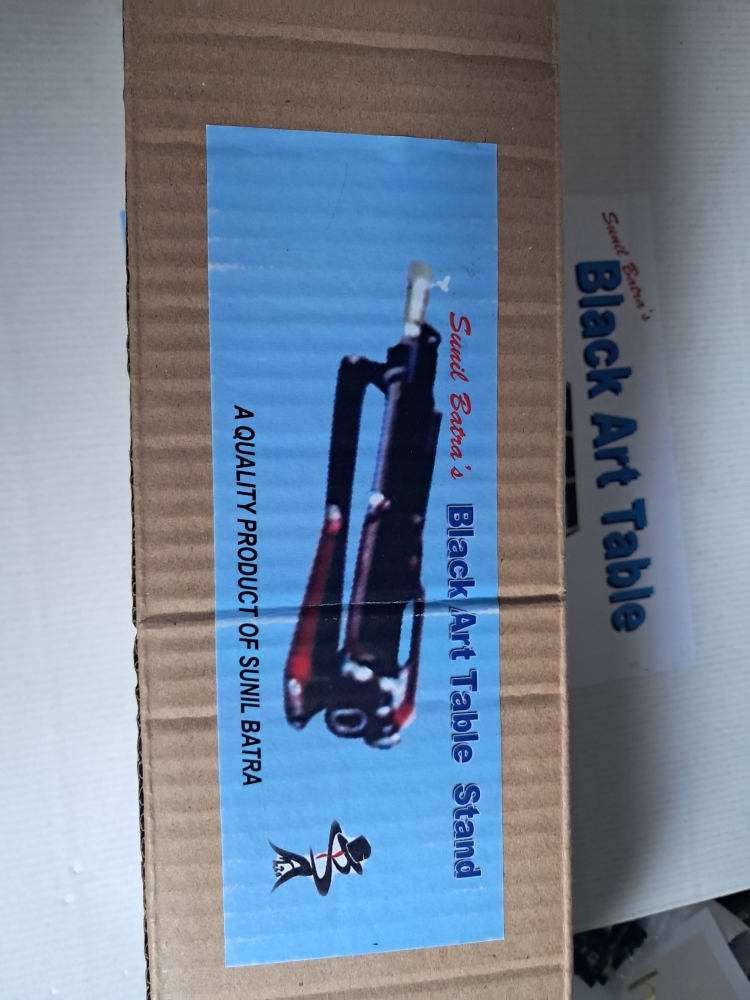 Sunil Batra's Black Art Table Stand
A QUALITY PRODUCT OF SUNIL BATRA
Sunil Batra's
Black Art Table